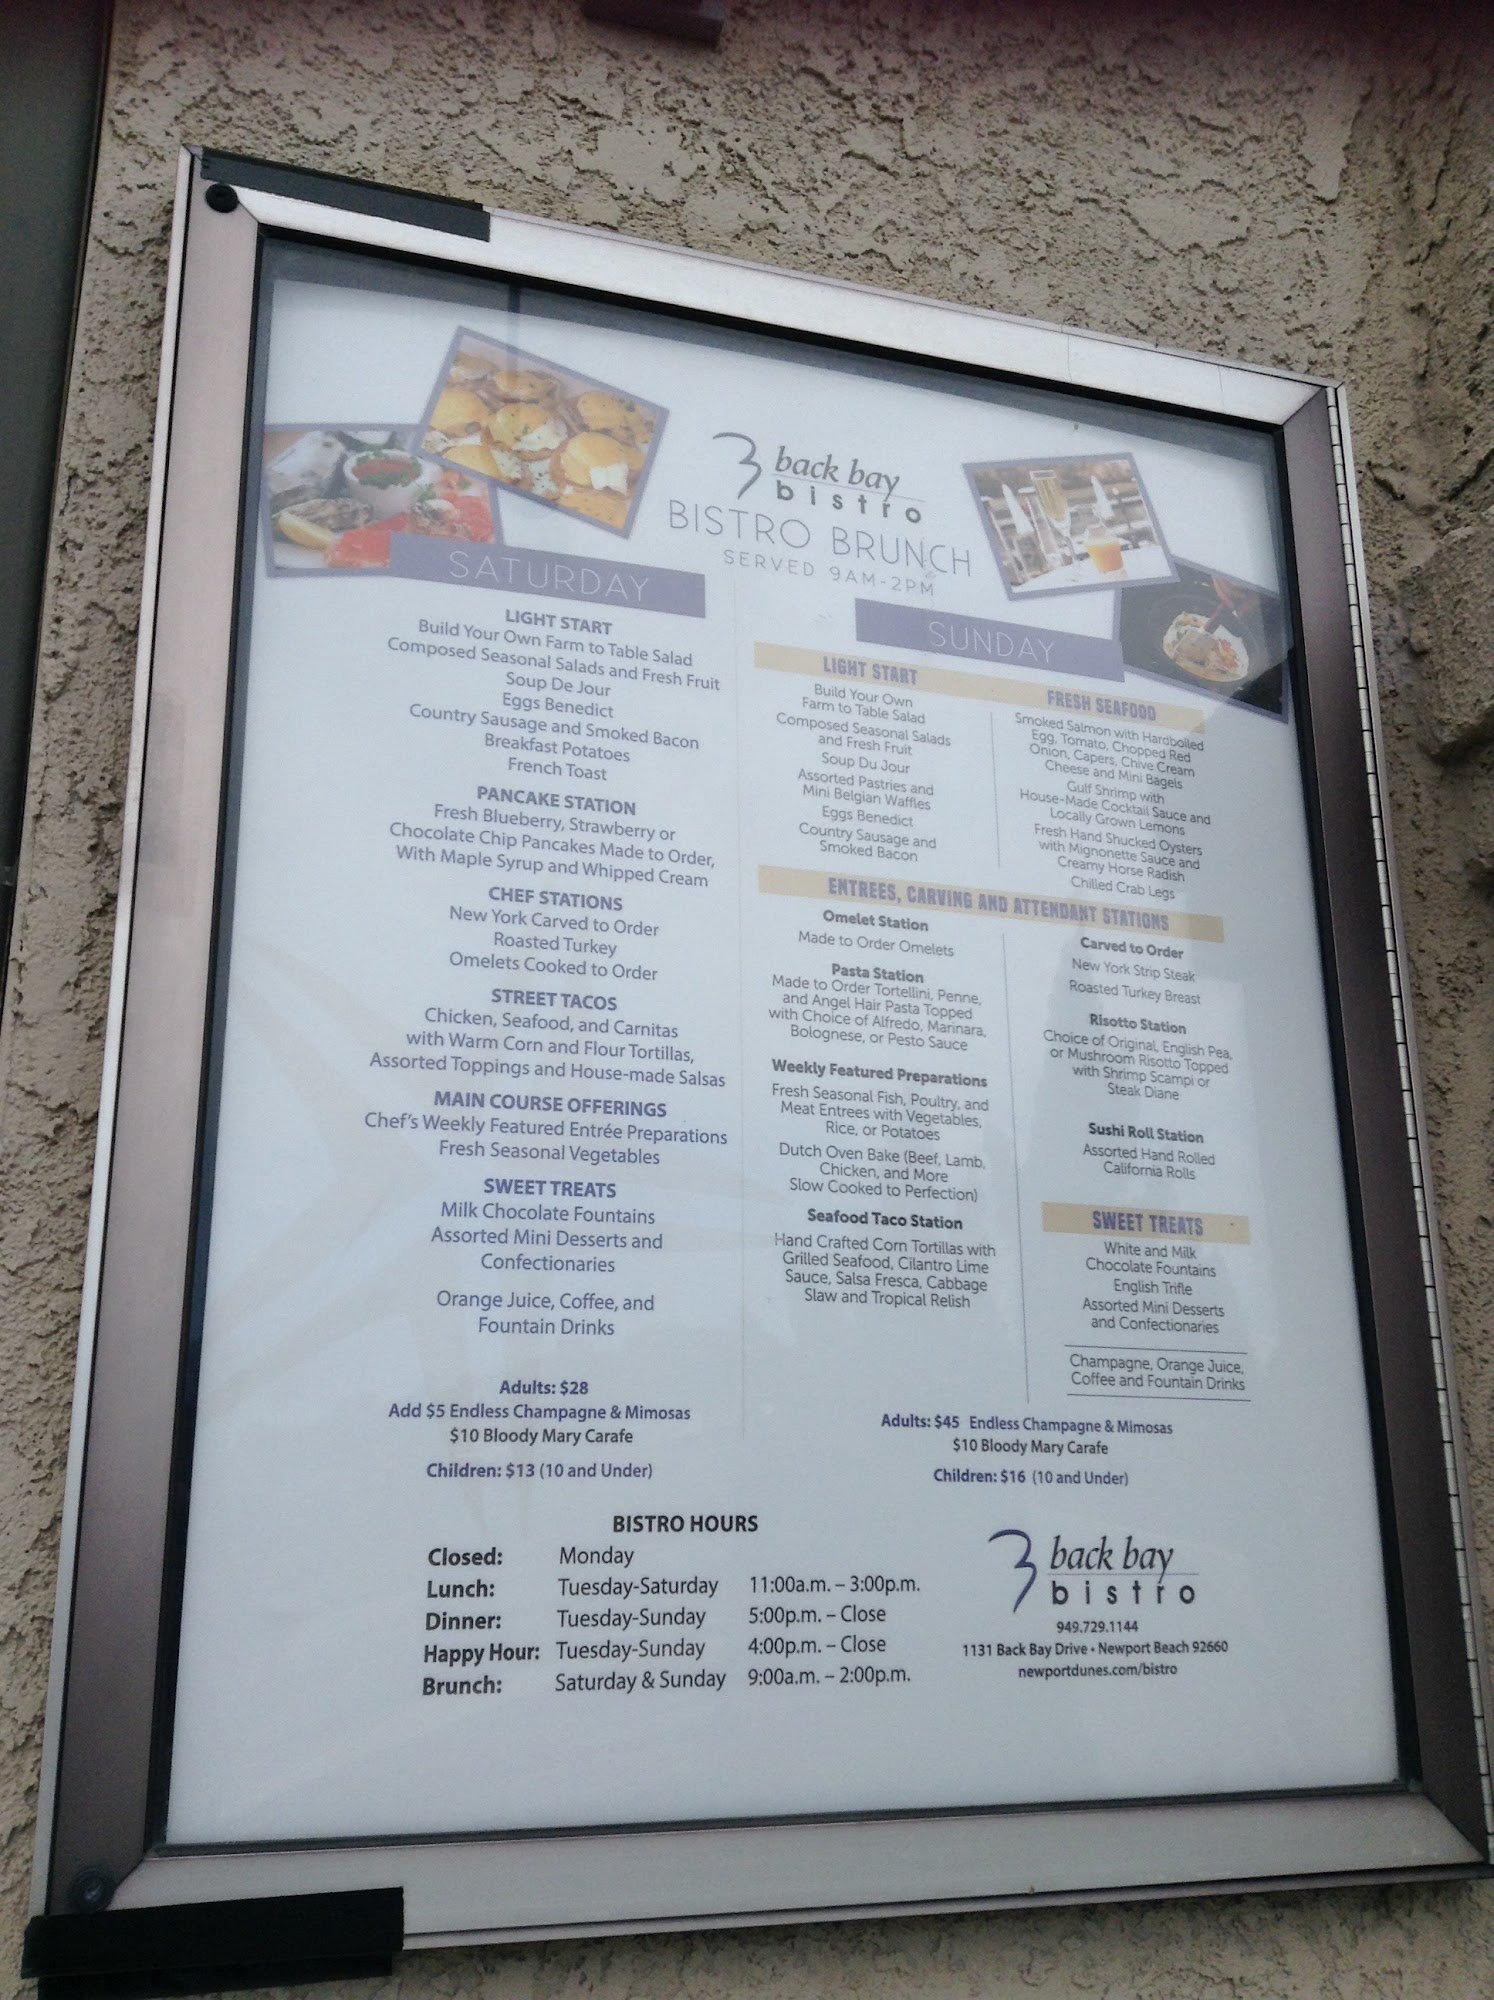 back bay
bistro
BISTRO BRUNCH
SERVED 9AM-2PM
SATURDAY
LIGHT START
Build Your Own Farm to Table Salad
Composed Seasonal Salads and Fresh Fruit
Soup De Jour
Eggs Benedict
Country Sausage and Smoked Bacon
Breakfast Potatoes
French Toast
PANCAKE STATION
Fresh Blueberry, Strawberry or
Chocolate Chip Pancakes Made to Order,
With Maple Syrup and Whipped Cream
CHEF STATIONS
New York Carved to Order
Roasted Turkey
Omelets Cooked to Order
STREET TACOS
Chicken, Seafood, and Carnitas
with Warm Corn and Flour Tortillas,
Assorted Toppings and House-made Salsas
MAIN COURSE OFFERINGS
Chef's Weekly Featured Entrée Preparations
Fresh Seasonal Vegetables
SWEET TREATS
Milk Chocolate Fountains
Assorted Mini Desserts and
Confectionaries
Orange Juice, Coffee, and
Fountain Drinks
Adults: $28
Add $5 Endless Champagne & Mimosas
$10 Bloody Mary Carafe
Children: $13 (10 and Under)
SUNDAY
LIGHT START
Build Your Own
Farm to Table Salad
Composed Seasonal Salads
and Fresh Fruit
Soup Du Jour
Assorted Pastries and
Mini Belgian Waffles
Eggs Benedict
Country Sausage and
Smoked Bacon
FRESH SEAFOOD
Smoked Salmon with Hardboiled
Egg, Tomato, Chopped Red
Onion, Capers, Chive Cream
Cheese and Mini Bagels
Gulf Shrimp with
House-Made Cocktail Sauce and
Locally Grown Lemons
Fresh Hand Shucked Oysters
with Mignonette Sauce and
Creamy Horse Radish
Chilled Crab Legs
ENTREES, CARVING AND ATTENDANT STATIONS
Omelet Station
Made to Order Omelets
Pasta Station
Made to Order Tortellini, Penne,
and Angel Hair Pasta Topped
with Choice of Alfredo, Marinara,
Bolognese, or Pesto Sauce
Weekly Featured Preparations
Fresh Seasonal Fish, Poultry, and
Meat Entrees with Vegetables,
Rice, or Potatoes
Dutch Oven Bake (Beef, Lamb,
Chicken, and More
Slow Cooked to Perfection)
Seafood Taco Station
Hand Crafted Corn Tortillas with
Grilled Seafood, Cilantro Lime
Sauce, Salsa Fresca, Cabbage
Slaw and Tropical Relish
Carved to Order
New York Strip Steak
Roasted Turkey Breast
Risotto Station
Choice of Original, English Pea,
or Mushroom Risotto Topped
with Shrimp Scampi or
Steak Diane
Sushi Roll Station
Assorted Hand Rolled
California Rolls
SWEET TREATS
White and Milk
Chocolate Fountains
English Trifle
Assorted Mini Desserts
and Confectionaries
Champagne, Orange Juice,
Coffee and Fountain Drinks
Adults: $45 Endless Champagne & Mimosas
$10 Bloody Mary Carafe
Children: $16 (10 and Under)
BISTRO HOURS
Closed: Monday
Lunch: Tuesday-Saturday 11:00a.m. – 3:00p.m.
Dinner: Tuesday-Sunday 5:00p.m. – Close
Happy Hour: Tuesday-Sunday 4:00p.m. – Close
Brunch: Saturday & Sunday 9:00a.m. – 2:00p.m.
back bay
bistro
949.729.1144
1131 Back Bay Drive • Newport Beach 92660
newportdunes.com/bistro